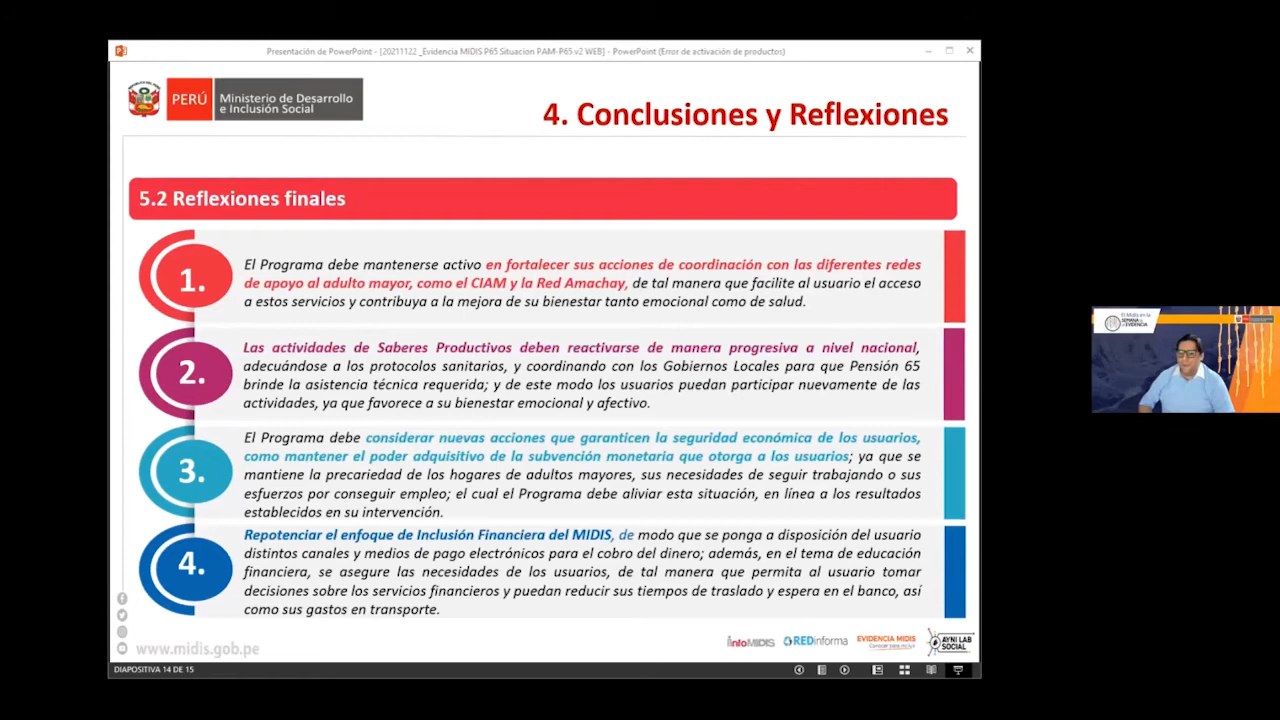 Presentación de PowerPoint - [20211122 _Evidencia MIDIS P65 Situacion PAM-P65 v2 WEB] - PowerPoint (Error de activación de productos)
PERÚ
Ministerio de Desarrollo
e Inclusión Social
4. Conclusiones y Reflexiones
5.2 Reflexiones finales
1.
El Programa debe mantenerse activo en fortalecer sus acciones de coordinación con las diferentes redes
de apoyo al adulto mayor, como el CIAM y la Red Amachay, de tal manera que facilite al usuario el acceso
a estos servicios y contribuya a la mejora de su bienestar tanto emocional como de salud.
2.
Las actividades de Saberes Productivos deben reactivarse de manera progresiva a nivel nacional,
adecuándose a los protocolos sanitarios, y coordinando con los Gobiernos Locales para que Pensión 65
brinde la asistencia técnica requerida; y de este modo los usuarios puedan participar nuevamente de las
actividades, ya que favorece a su bienestar emocional y afectivo.
3.
El Programa debe considerar nuevas acciones que garanticen la seguridad económica de los usuarios,
como mantener el poder adquisitivo de la subvención monetaria que otorga a los usuarios; ya que se
mantiene la precariedad de los hogares de adultos mayores, sus necesidades de seguir trabajando o sus
esfuerzos por conseguir empleo; el cual el Programa debe aliviar esta situación, en línea a los resultados
establecidos en su intervención.
4.
Repotenciar el enfoque de Inclusión Financiera del MIDIS, de modo que se ponga a disposición del usuario
distintos canales y medios de pago electrónicos para el cobro del dinero; además, en el tema de educación
financiera, se asegure las necesidades de los usuarios, de tal manera que permita al usuario tomar
decisiones sobre los servicios financieros y puedan reducir sus tiempos de traslado y espera en el banco, así
como sus gastos en transporte.
www.midis.gob.pe
infoMIDIS
REDinforma
EVIDENCIA MIDIS
Conocer para incluir
AYNI LAB
SOCIAL
DIAPOSITIVA 14 DE 15
El Midis en la
SEMANA de
la EVIDENCIA